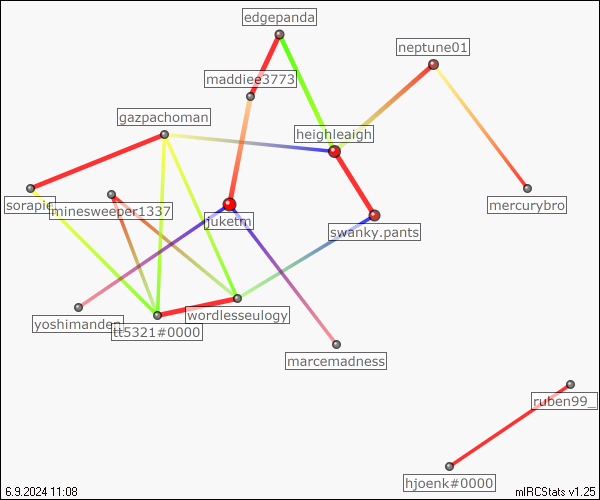 edgepanda
neptune01
maddiee3773
gazpachoman
heighleaigh
sorapie
minesweeper1337
mercurybro
juketm
swanky.pants
wordlesseulogy
yoshimanden
tt5321#0000
marcemadness
ruben99_
hjoenk#0000
6.9.2024 11:08
mIRCStats v1.25